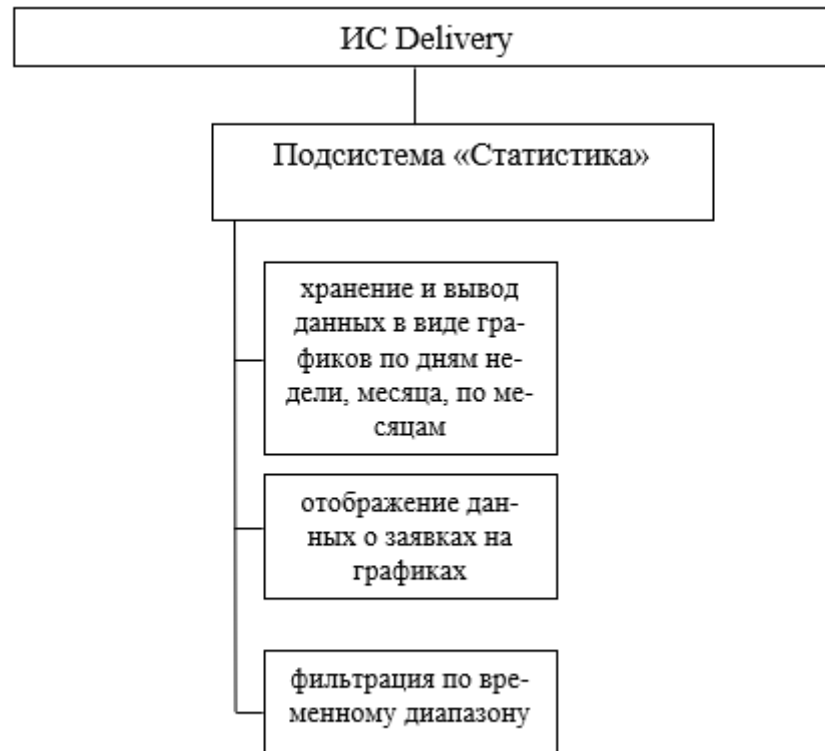 ИС Delivery
Подсистема «Статистика»
хранение и вывод
данных в виде гра-
фиков по дням не-
дели, месяца, по ме-
сяцам
отображение дан-
ных о заявках на
графиках
фильтрация по вре-
менному диапазону